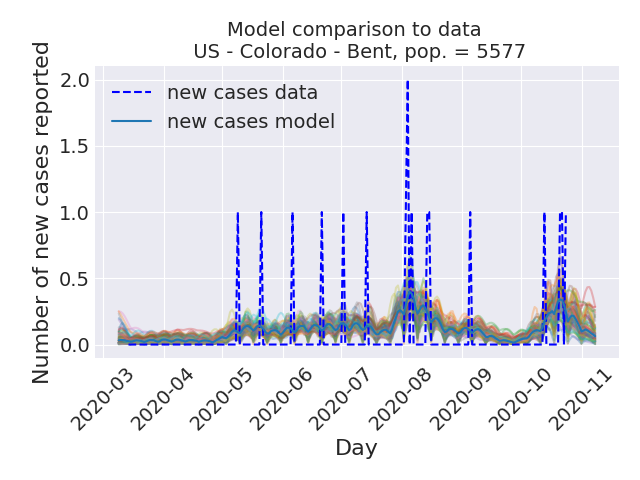 Model comparison to data
US - Colorado - Bent, pop. = 5577
new cases data
new cases model
Number of new cases reported
2.0
1.5
1.0
0.5
0.0
2020-03
2020-04
2020-05
2020-06
2020-07
2020-08
2020-09
2020-10
2020-11
Day